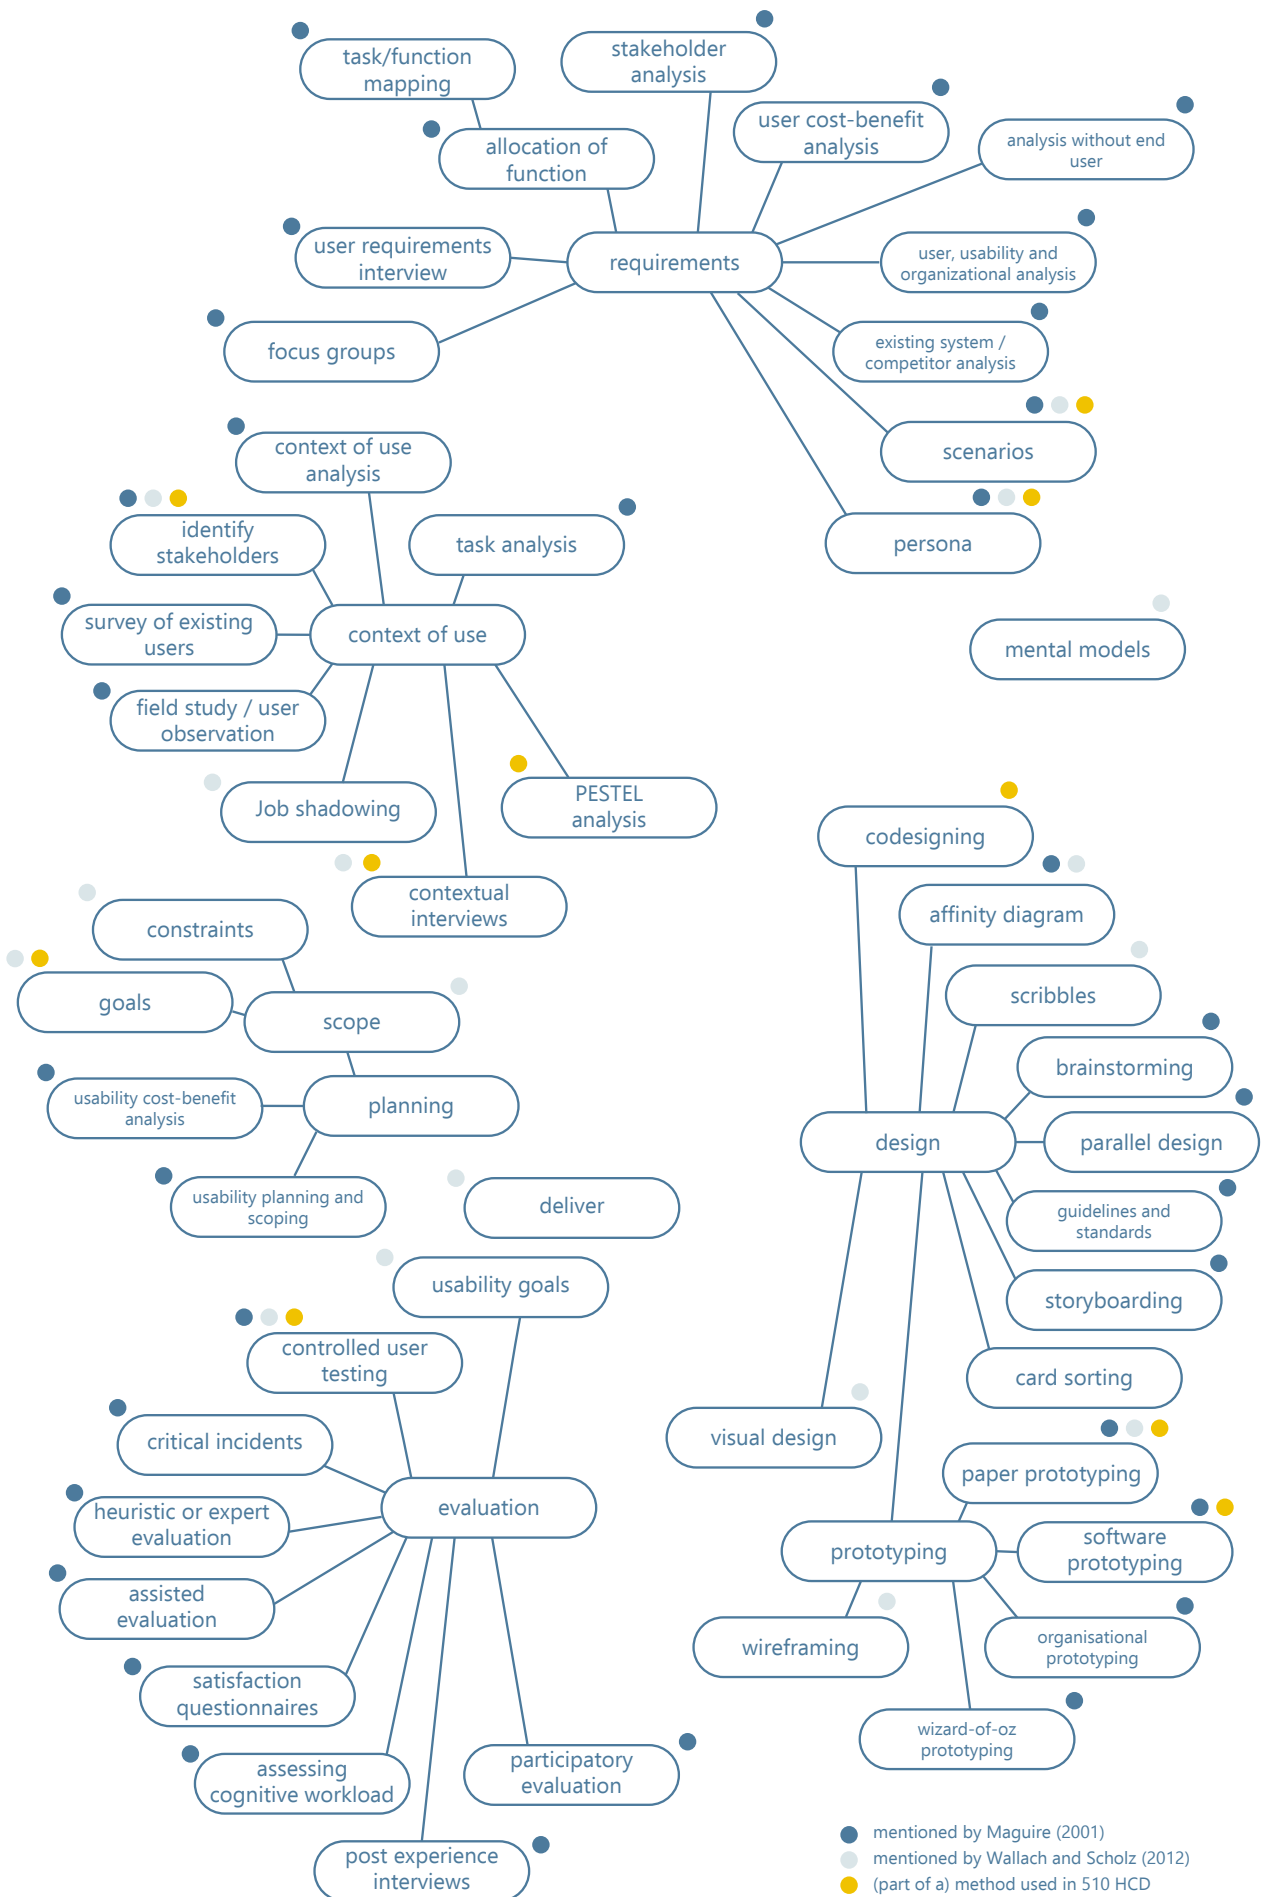 task/function
mapping
stakeholder
analysis
user cost-benefit
analysis
analysis without end
user
allocation of
function
user requirements
interview
requirements
user, usability and
organizational analysis
focus groups
existing system /
competitor analysis
scenarios
persona
mental models
context of use
analysis
identify
stakeholders
task analysis
survey of existing
users
context of use
field study / user
observation
Job shadowing
PESTEL
analysis
contextual
interviews
constraints
goals
scope
usability cost-benefit
analysis
planning
usability planning and
scoping
deliver
codesigning
affinity diagram
scribbles
brainstorming
design
parallel design
guidelines and
standards
storyboarding
card sorting
visual design
paper prototyping
prototyping
software
prototyping
wireframing
organisational
prototyping
wizard-of-oz
prototyping
usability goals
controlled user
testing
critical incidents
heuristic or expert
evaluation
evaluation
assisted
evaluation
satisfaction
questionnaires
assessing
cognitive workload
participatory
evaluation
post experience
interviews
mentioned by Maguire (2001)
mentioned by Wallach and Scholz (2012)
(part of a) method used in 510 HCD